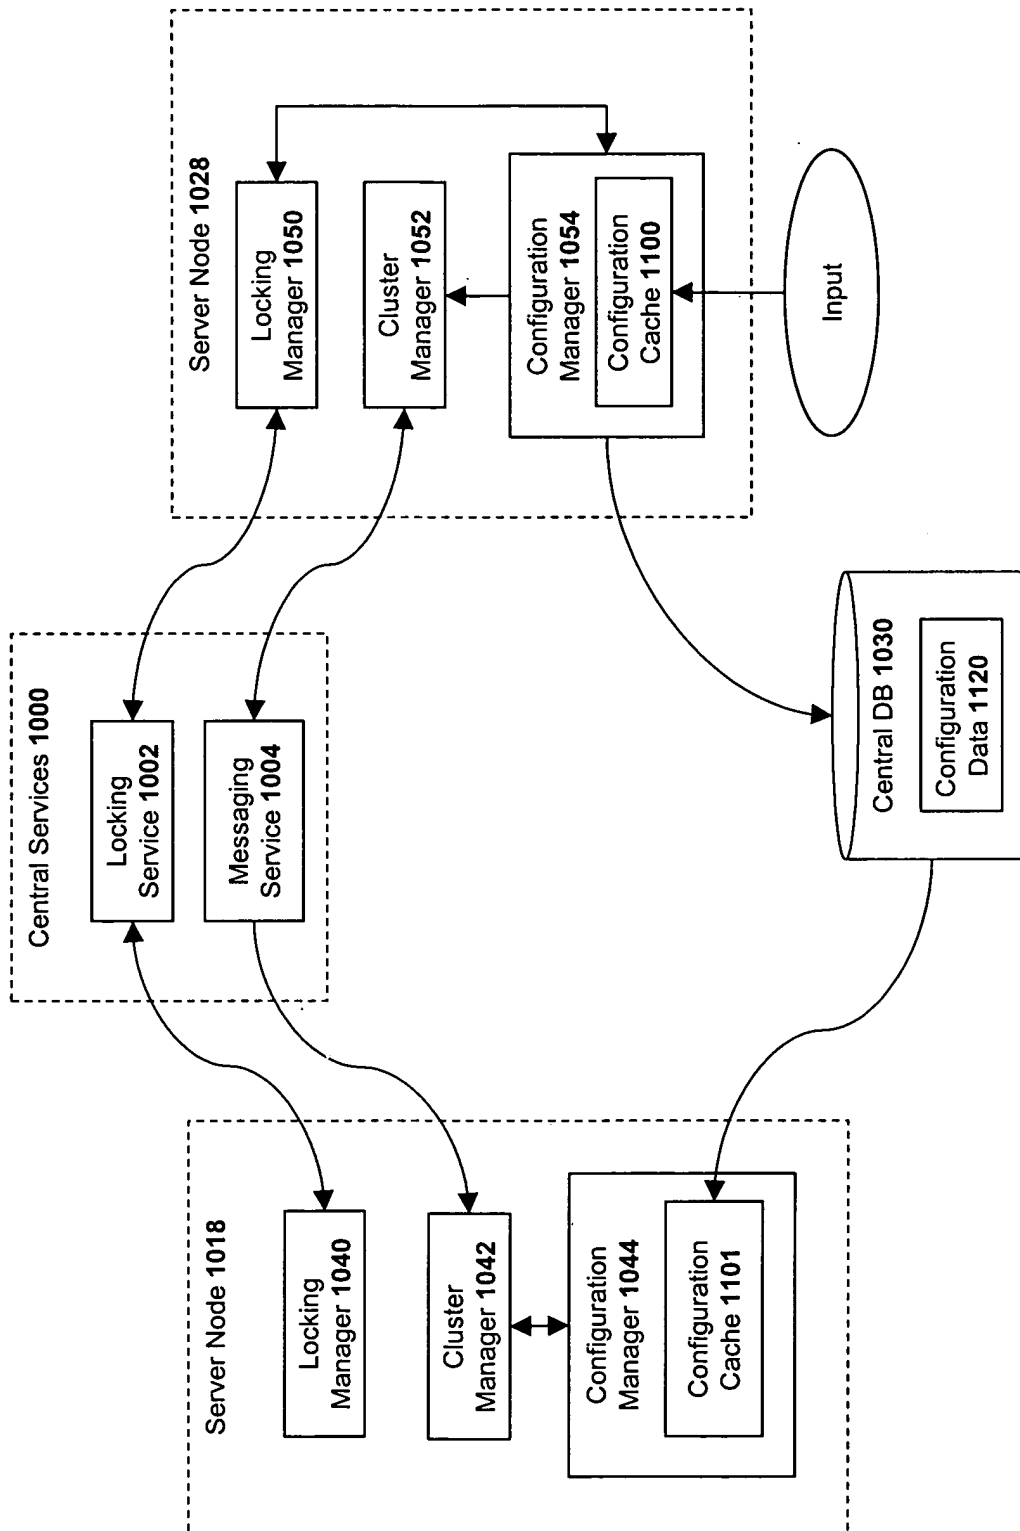 Server Node 1018
Locking
Manager 1040
Cluster
Manager 1042
Configuration
Manager 1044
Configuration
Cache 1101
Central Services 1000
Locking
Service 1002
Messaging
Service 1004
Central DB 1030
Configuration
Data 1120
Server Node 1028
Locking
Manager 1050
Cluster
Manager 1052
Configuration
Manager 1054
Configuration
Cache 1100
Input